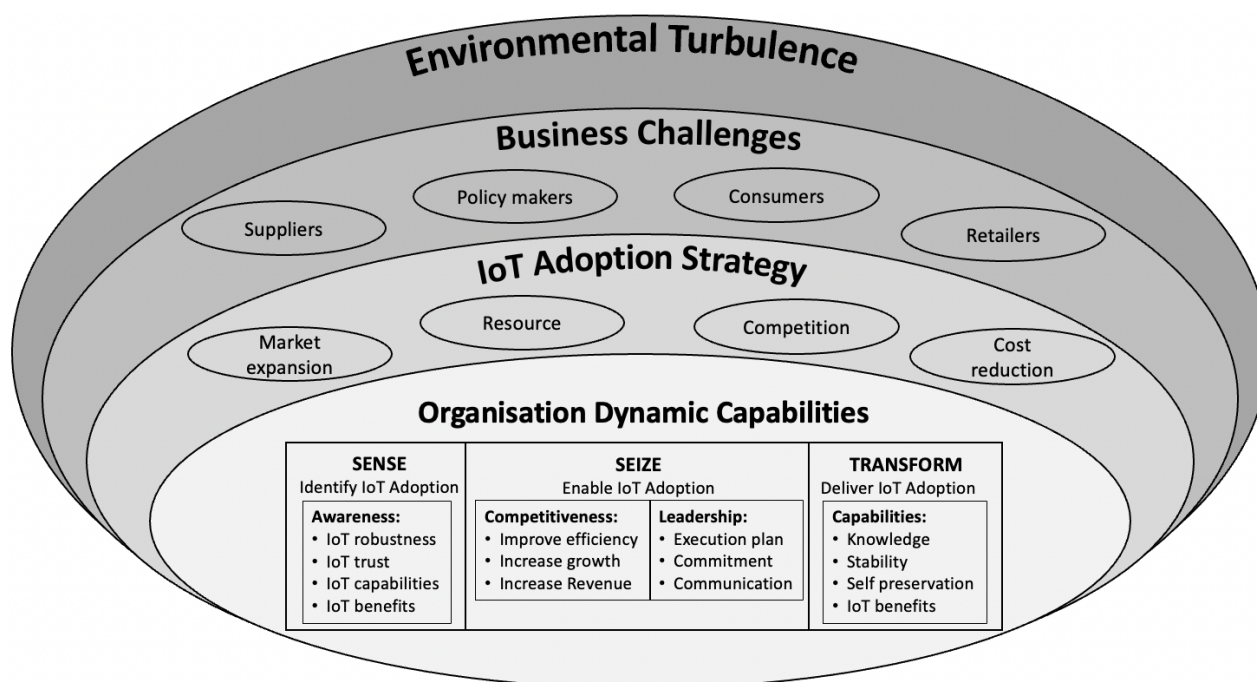 Environmental Turbulence
Business Challenges
Suppliers
Policy makers
Consumers
Retailers
IoT Adoption Strategy
Market
expansion
Resource
Competition
Cost
reduction
Organisation Dynamic Capabilities
SENSE
Identify IoT Adoption
Awareness:
• IoT robustness
• IoT trust
• IoT capabilities
• IoT benefits
SEIZE
Enable IoT Adoption
Competitiveness:
• Improve efficiency
• Increase growth
• Increase Revenue
Leadership:
• Execution plan
• Commitment
• Communication
TRANSFORM
Deliver IoT Adoption
Capabilities:
• Knowledge
• Stability
• Self preservation
• IoT benefits